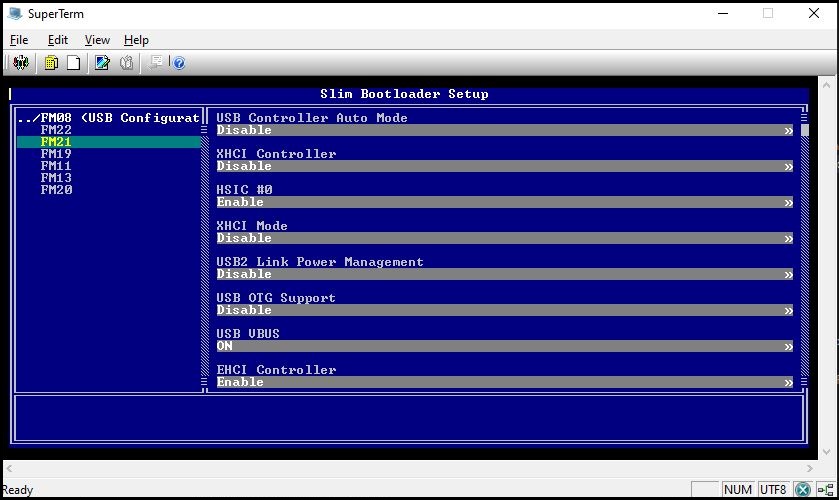 SuperTerm
File Edit View Help
Slim Bootloader Setup
../FM08 (USB Configurat
FM22
FM21
FM19
FM11
FM13
FM20
USB Controller Auto Mode
Disable »
XHCI Controller
Disable »
HSIC #0
Enable »
XHCI Mode
Disable »
USB2 Link Power Management
Disable »
USB OTG Support
Disable »
USB VBUS
ON »
EHCI Controller
Enable »
Ready NUM UTF8